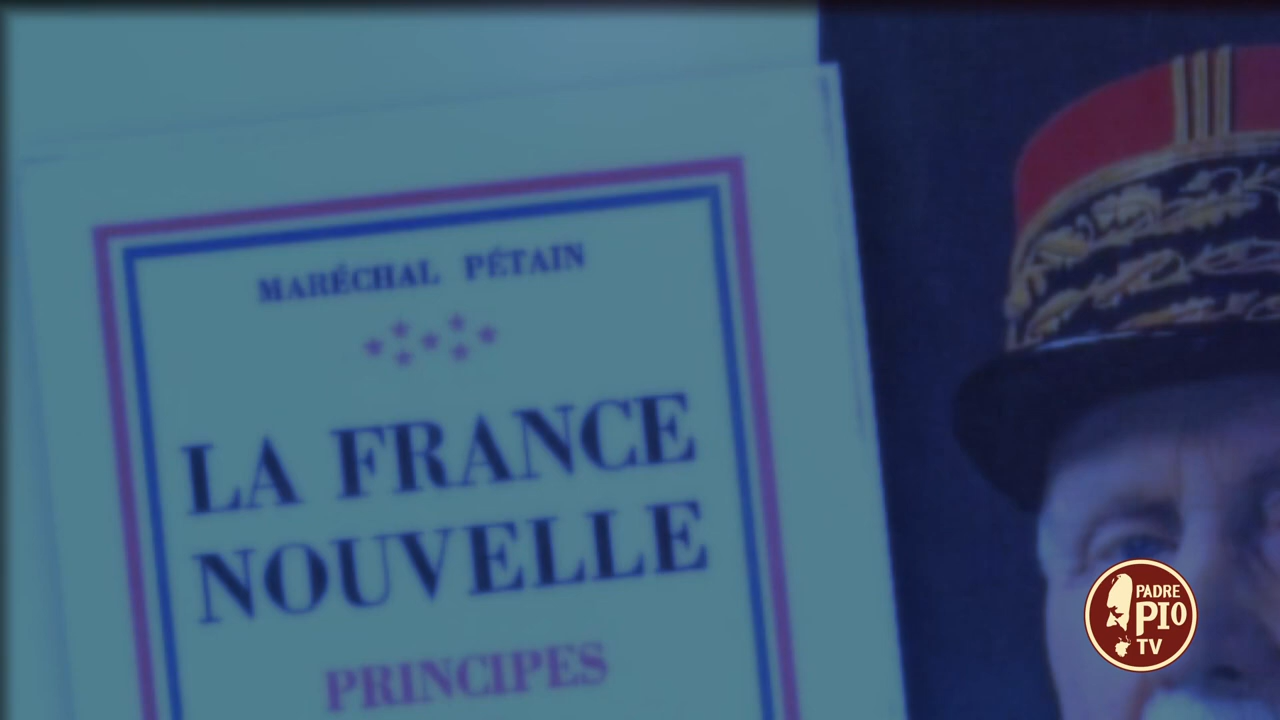 MARÉCHAL PÉTAIN
LA FRANCE
NOUVELLE
PRINCIPES
PADRE
PIO
TV